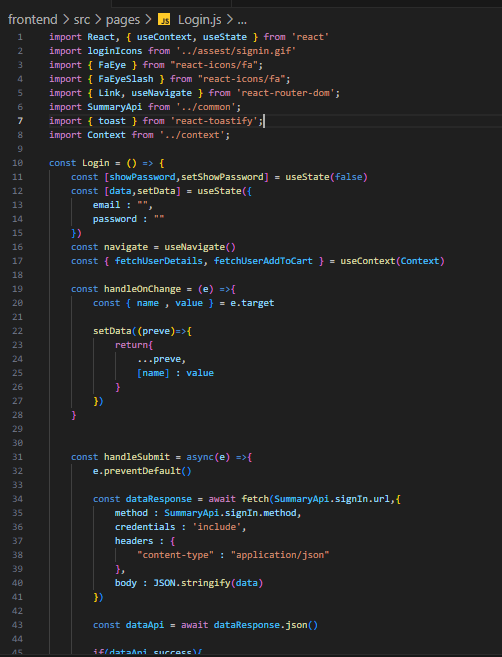 frontend > src > pages > JS Login.js > ...
1 import React, { useContext, useState } from 'react'
2 import loginIcons from '../assest/signin.gif'
3 import { FaEye } from "react-icons/fa";
4 import { FaEyeSlash } from "react-icons/fa";
5 import { Link, useNavigate } from 'react-router-dom';
6 import SummaryApi from '../common';
7 import { toast } from 'react-toastify';
8 import Context from '../context';
9
10 const Login = () => {
11     const [showPassword,setShowPassword] = useState(false)
12     const [data,setData] = useState({
13         email : "",
14         password : ""
15     })
16     const navigate = useNavigate()
17     const { fetchUserDetails, fetchUserAddToCart } = useContext(Context)
18
19     const handleOnChange = (e) =>{
20         const { name , value } = e.target
21
22         setData((preve)=>{
23             return{
24                 ...preve,
25                 [name] : value
26             }
27         })
28     }
29
30
31     const handleSubmit = async(e) =>{
32         e.preventDefault()
33
34         const dataResponse = await fetch(SummaryApi.signIn.url,{
35             method : SummaryApi.signIn.method,
36             credentials : 'include',
37             headers : {
38                 "content-type" : "application/json"
39             },
40             body : JSON.stringify(data)
41         })
42
43         const dataApi = await dataResponse.json()
44
45         if(dataApi.success){